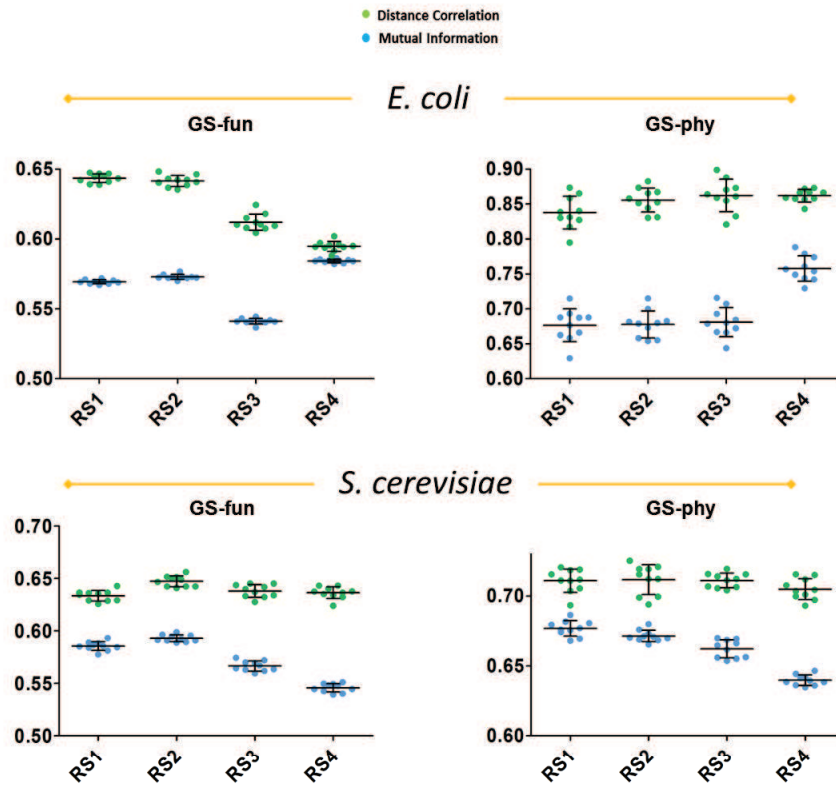 Distance Correlation
Mutual Information
E. coli
GS-fun
GS-phy
0.65
0.60
0.55
0.50
RS1
RS2
RS3
RS4
0.90
0.85
0.80
0.75
0.70
0.65
0.60
RS1
RS2
RS3
RS4
S. cerevisiae
GS-fun
GS-phy
0.70
0.65
0.60
0.55
0.50
RS1
RS2
RS3
RS4
0.70
0.65
0.60
RS1
RS2
RS3
RS4